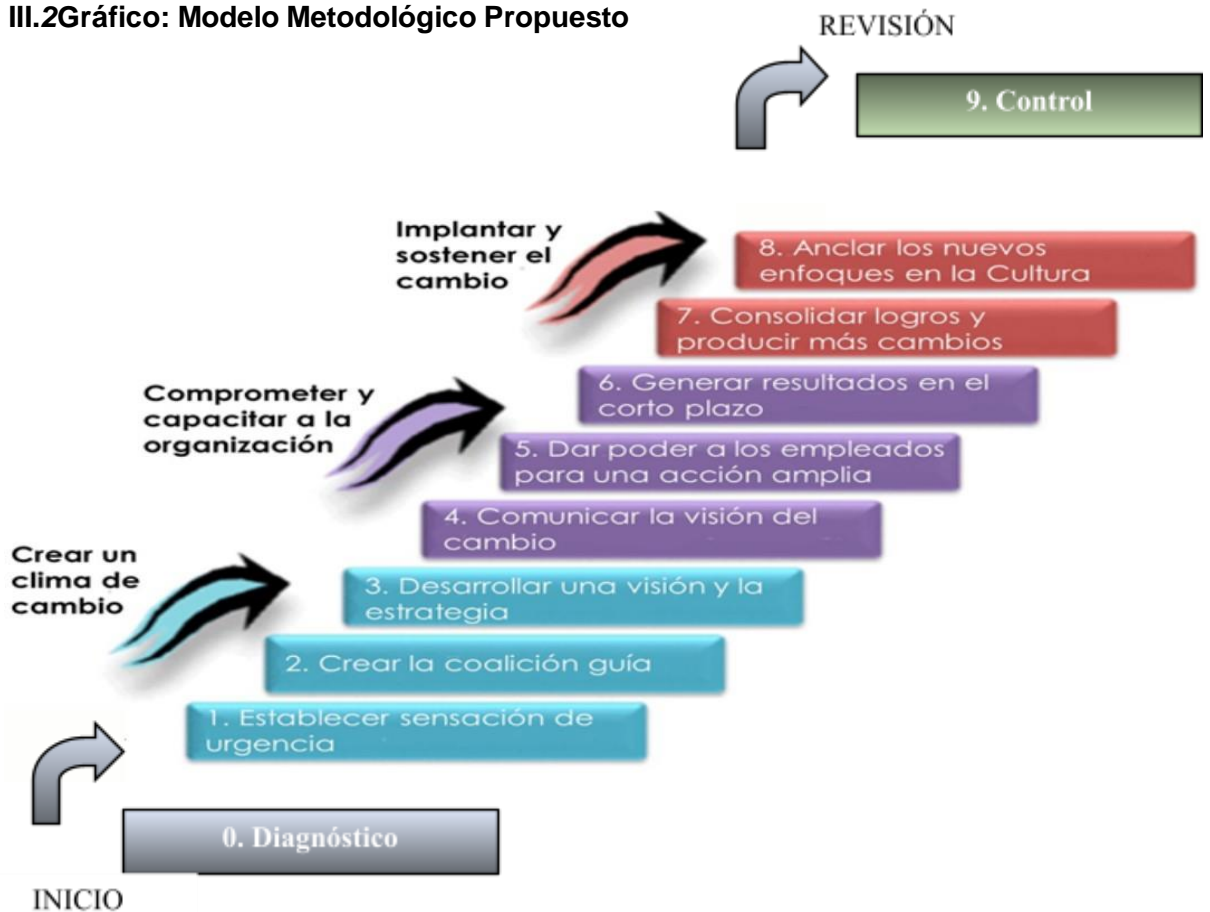 III.2Gráfico: Modelo Metodológico Propuesto
REVISIÓN
9. Control
Implantar y
sostener el
cambio
8. Anclar los nuevos
enfoques en la Cultura
7. Consolidar logros y
producir más cambios
Comprometer y
capacitar a la
organización
6. Generar resultados en el
corto plazo
5. Dar poder a los empleados
para una acción amplia
4. Comunicar la visión del
cambio
Crear un
clima de
cambio
3. Desarrollar una visión y la
estrategia
2. Crear la coalición guía
1. Establecer sensación de
urgencia
0. Diagnóstico
INICIO